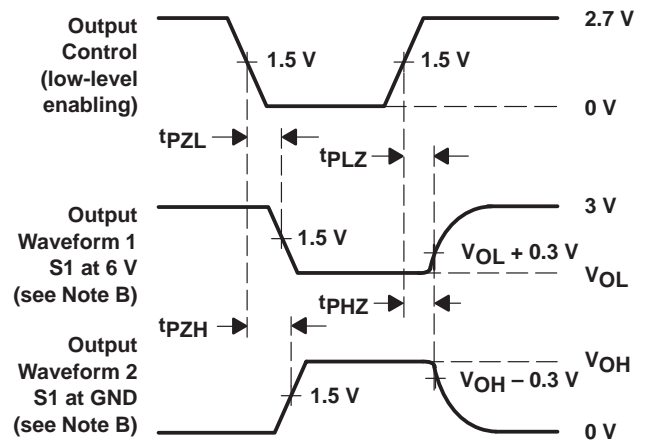 Output
Control
(low-level
enabling)
1.5 V
1.5 V
2.7 V
0 V
tPZL
tPLZ
Output
Waveform 1
S1 at 6 V
(see Note B)
1.5 V
3 V
VOL + 0.3 V
VOL
tPZH
tPHZ
Output
Waveform 2
S1 at GND
(see Note B)
1.5 V
VOH
VOH − 0.3 V
0 V